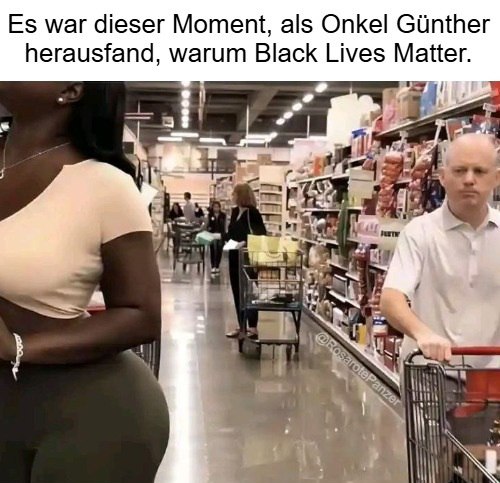 Es war dieser Moment, als Onkel Günther
herausfand, warum Black Lives Matter.
@RosaroterPanzer